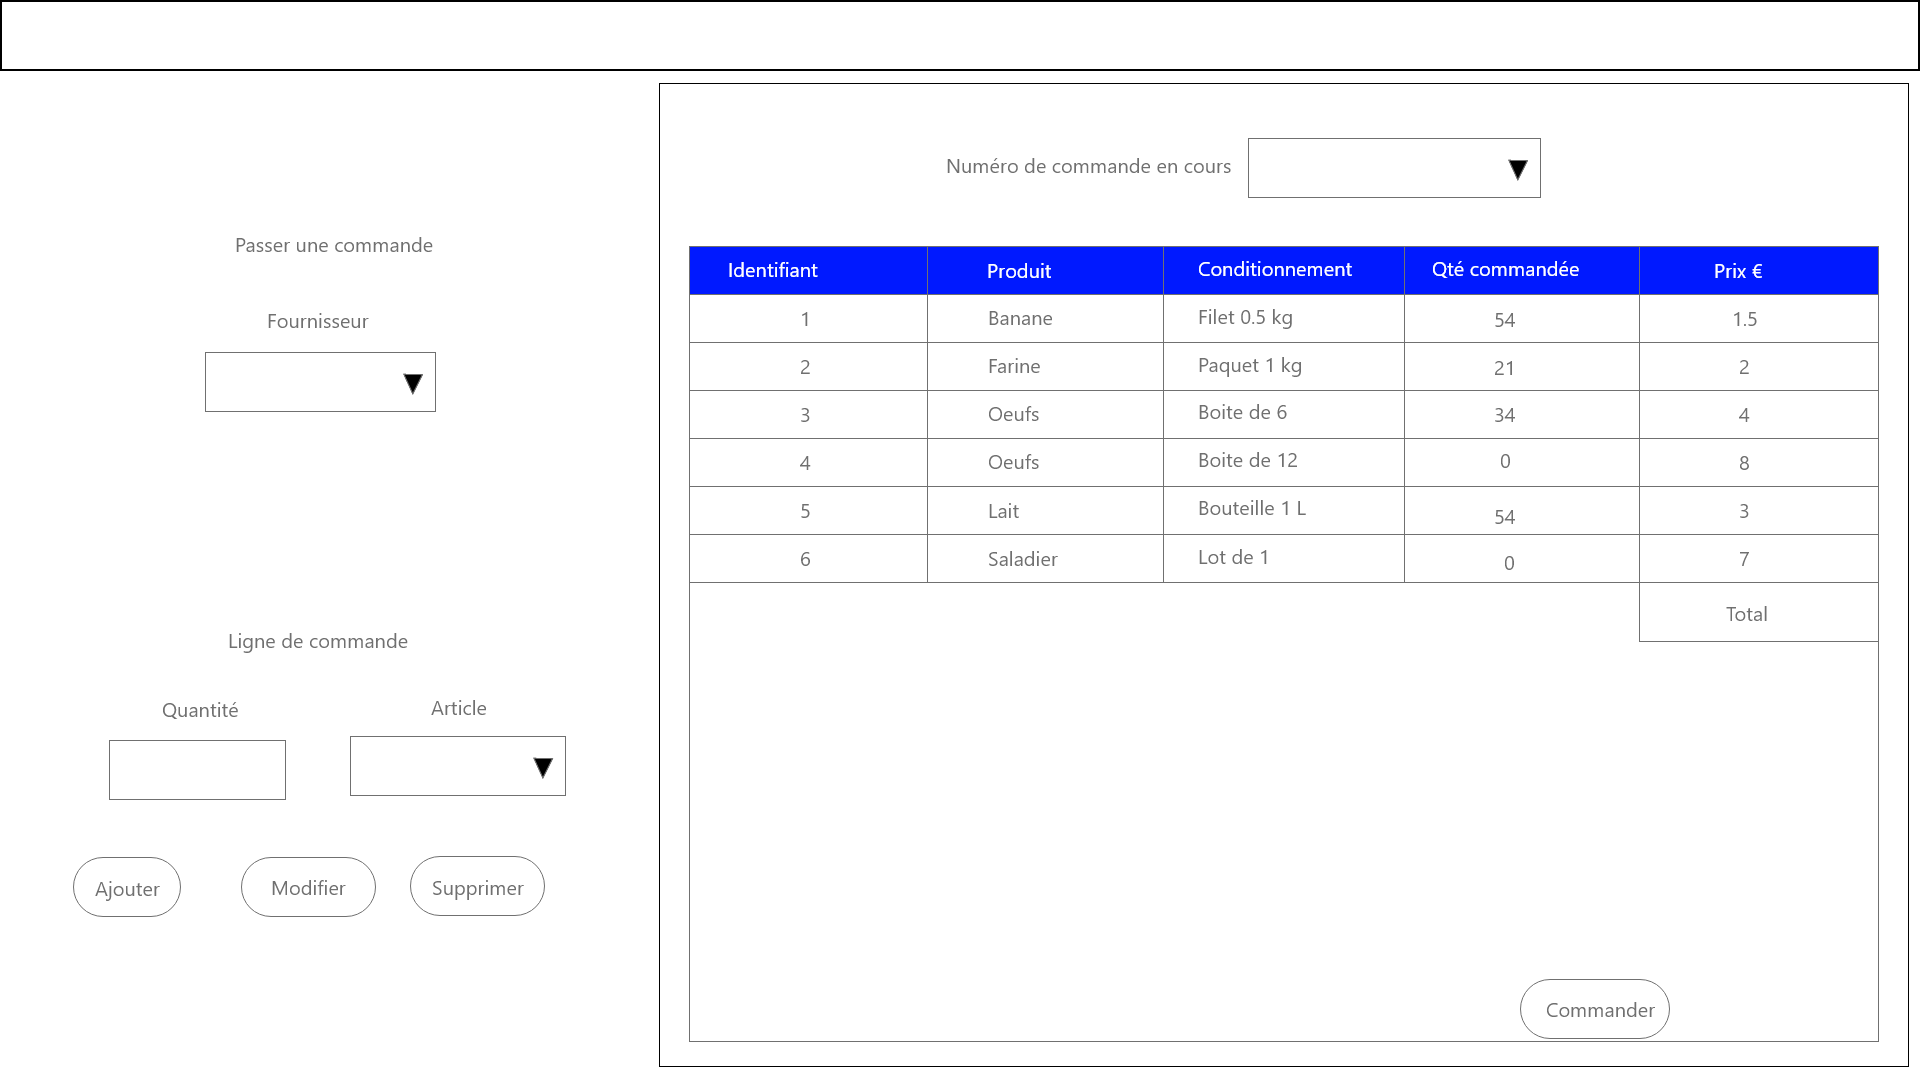 Passer une commande
Fournisseur
▼
Ligne de commande
Quantité Article
▼
Ajouter Modifier Supprimer
Numéro de commande en cours ▼
Identifiant Produit Conditionnement Qté commandée Prix €
1 Banane Filet 0.5 kg 54 1.5
2 Farine Paquet 1 kg 21 2
3 Oeufs Boite de 6 34 4
4 Oeufs Boite de 12 0 8
5 Lait Bouteille 1 L 54 3
6 Saladier Lot de 1 0 7
Total
Commander